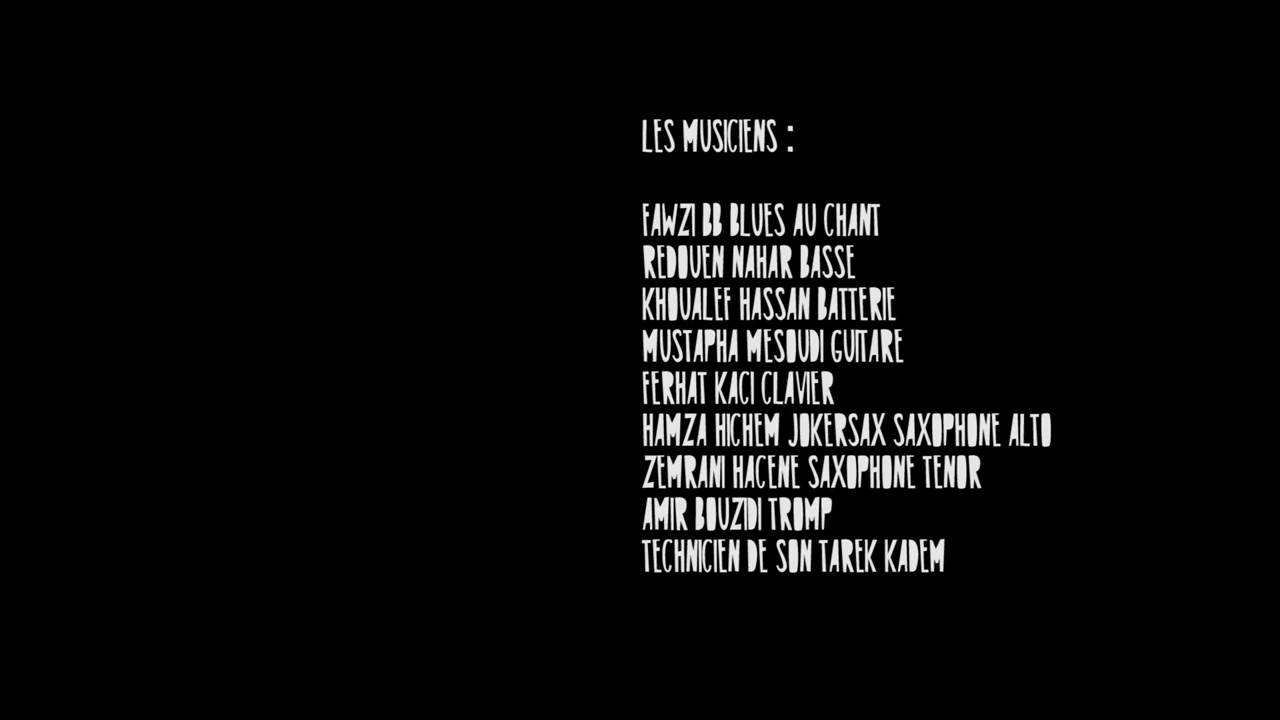 LES MUSICIENS :
FAWZI BB BLUES AU CHANT
REDOUEN NAHAR BASSE
KHOUALEF HASSAN BATTERIE
MUSTAPHA MESOUDI GUITARE
FERHAT KACI CLAVIER
HAMZA HICHEM JOKERSAX SAXOPHONE ALTO
ZEMRANI HACENE SAXOPHONE TENOR
AMIR BOUZIDI TROMP
TECHNICIEN DE SON TAREK KADEM